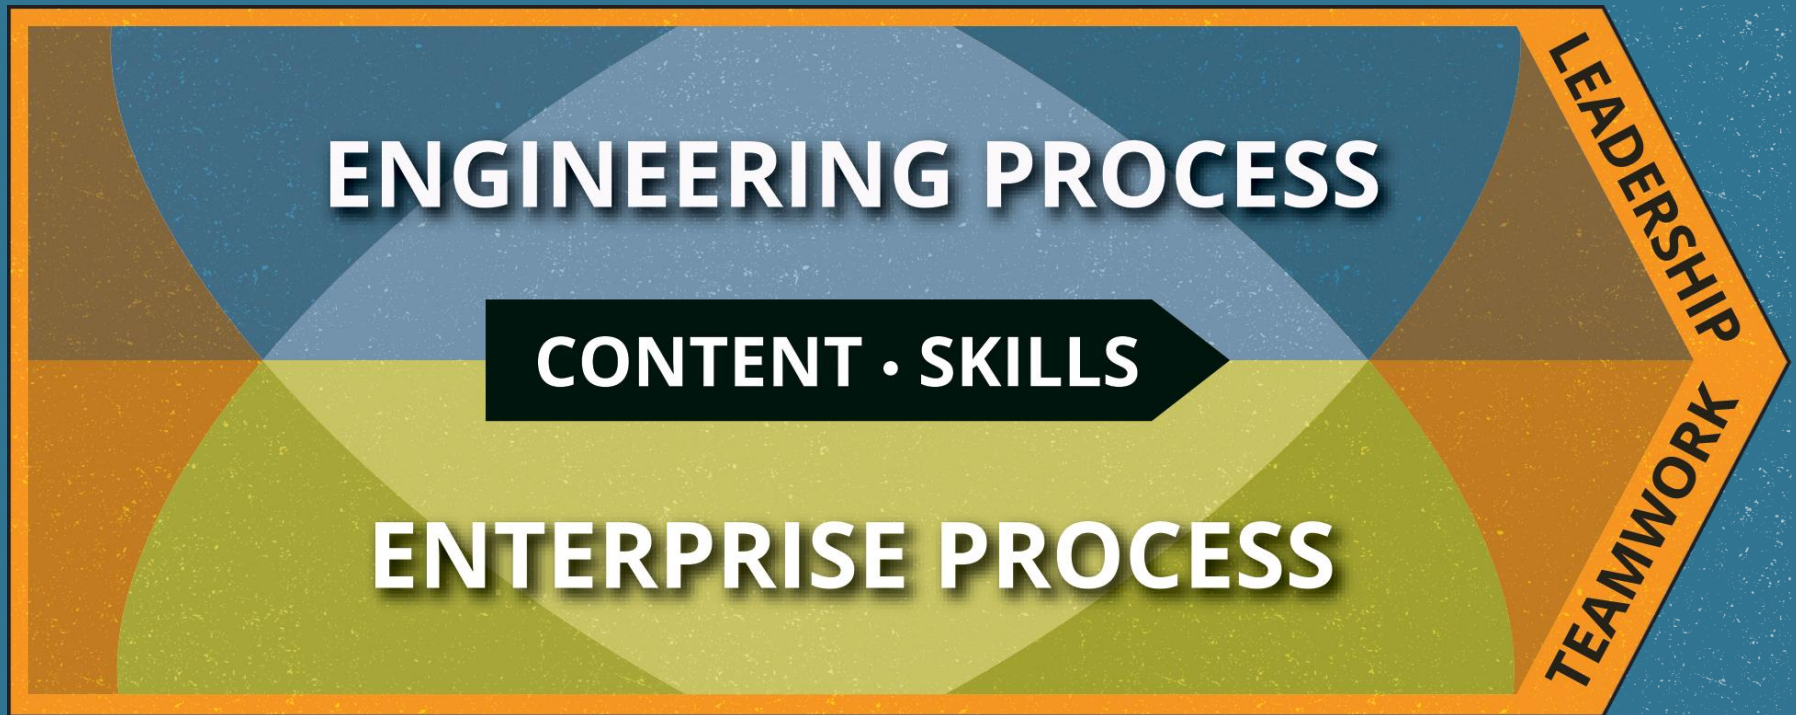 ENGINEERING PROCESS
CONTENT • SKILLS
ENTERPRISE PROCESS
LEADERSHIP
TEAMWORK